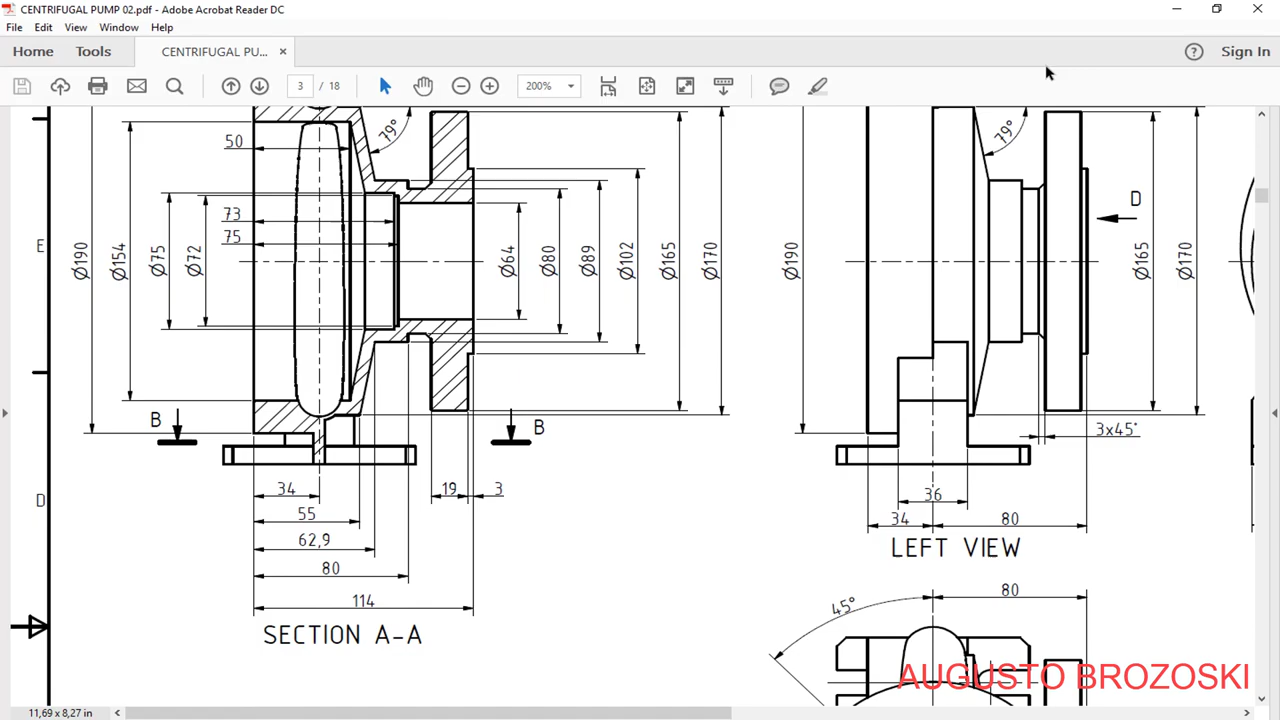 CENTRIFUGAL PUMP 02.pdf - Adobe Acrobat Reader DC
File Edit View Window Help
Home Tools CENTRIFUGAL PU... × Sign In
3 / 18 200%
50
79°
73
75
Ø190
Ø154
Ø75
Ø72
Ø64
Ø80
Ø89
Ø102
Ø165
Ø170
E
B
B
D
34
19
3
55
62,9
80
114
SECTION A-A
79°
D
Ø190
Ø165
Ø170
3x45°
36
34
80
LEFT VIEW
80
45°
AUGUSTO BROZOSKI
11,69 x 8,27 in